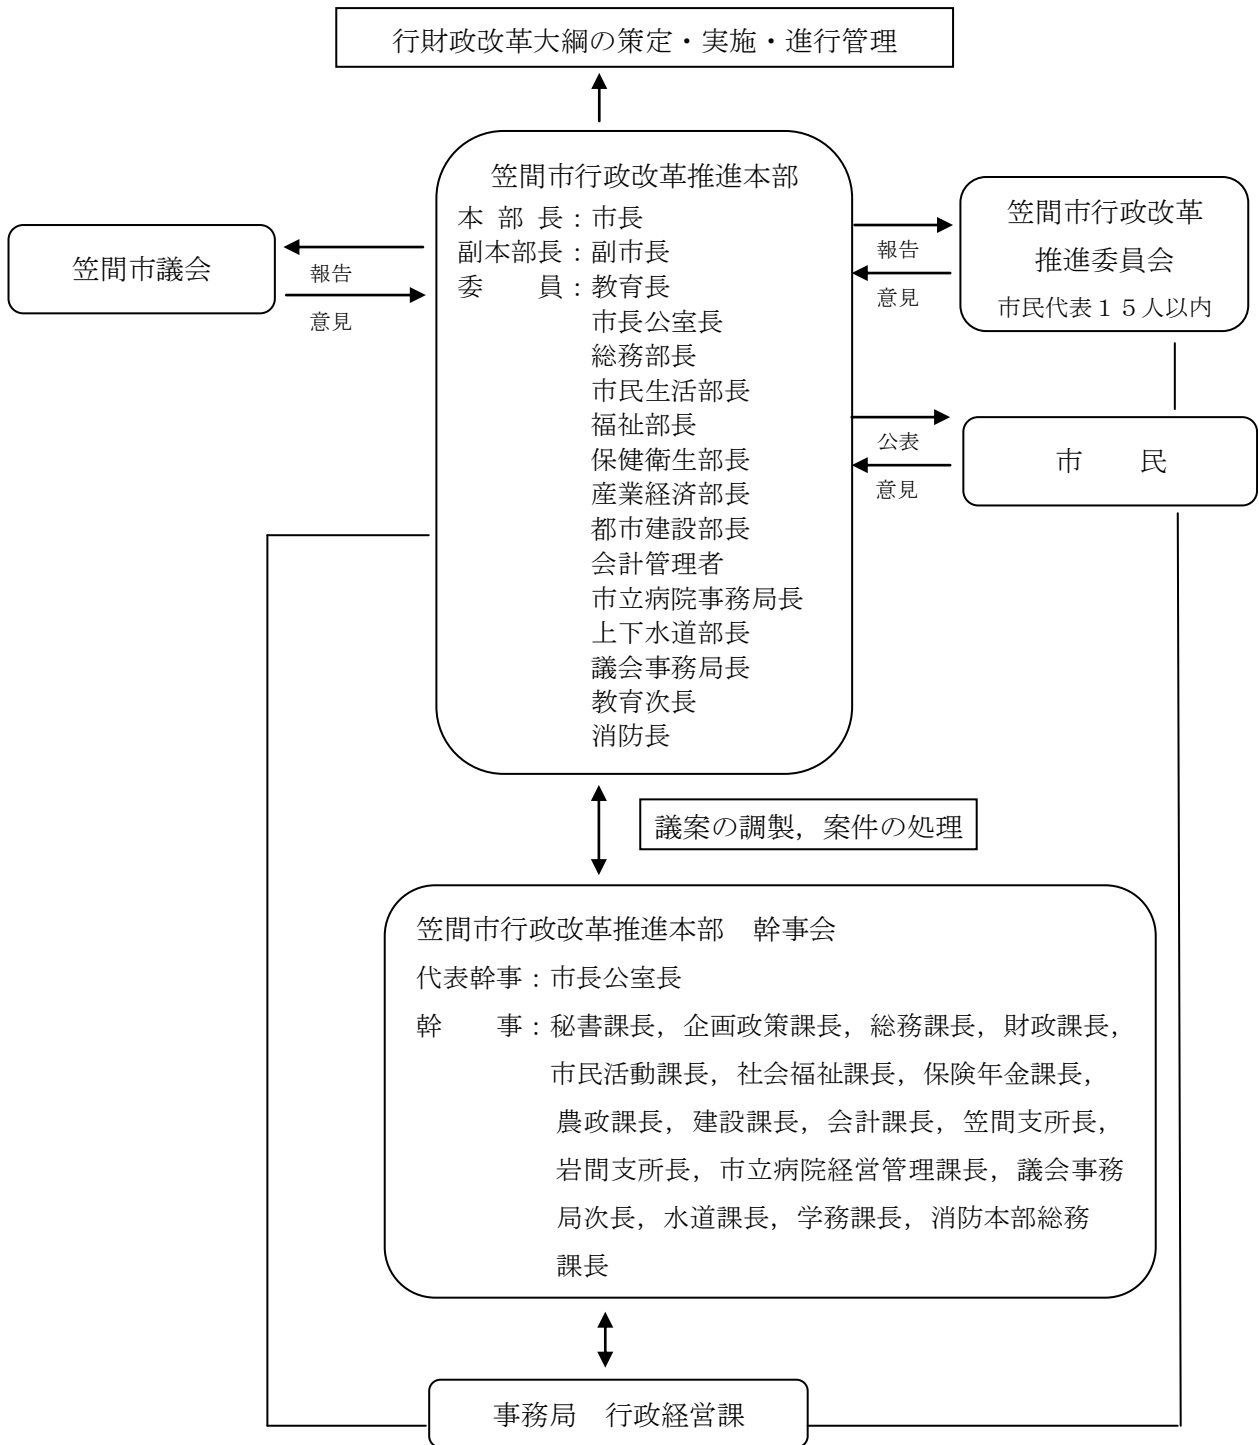 行財政改革大綱の策定・実施・進行管理
笠間市行政改革推進本部
本 部 長：市長
副本部長：副市長
委　　員：教育長
市長公室長
総務部長
市民生活部長
福祉部長
保健衛生部長
産業経済部長
都市建設部長
会計管理者
市立病院事務局長
上下水道部長
議会事務局長
教育次長
消防長
笠間市議会
報告
意見
笠間市行政改革
推進委員会
市民代表１５人以内
報告
意見
市　　民
公表
意見
議案の調製，案件の処理
笠間市行政改革推進本部　幹事会
代表幹事：市長公室長
幹　　事：秘書課長，企画政策課長，総務課長，財政課長，
市民活動課長，社会福祉課長，保険年金課長，
農政課長，建設課長，会計課長，笠間支所長，
岩間支所長，市立病院経営管理課長，議会事務
局次長，水道課長，学務課長，消防本部総務
課長
事務局　行政経営課